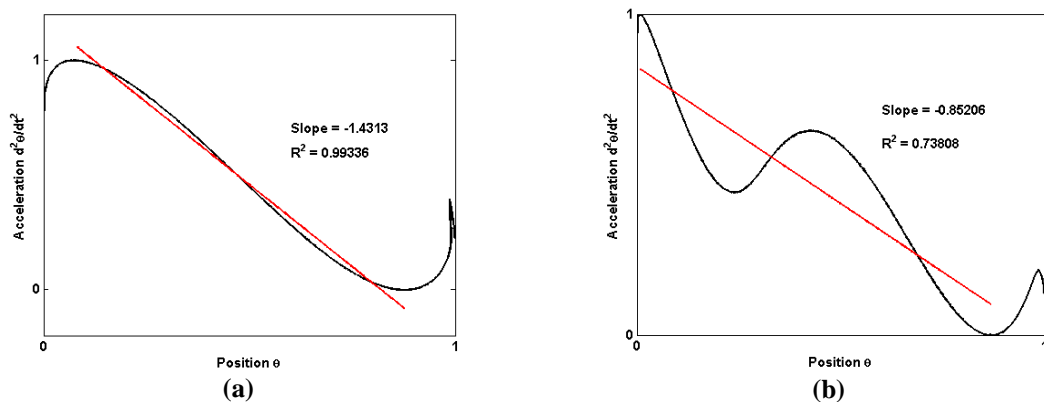 Acceleration d²θ/dt²
1
0
Slope = -1.4313
R² = 0.99336
0
1
Position θ
(a)
Acceleration d²θ/dt²
1
0
Slope = -0.85206
R² = 0.73808
0
1
Position θ
(b)